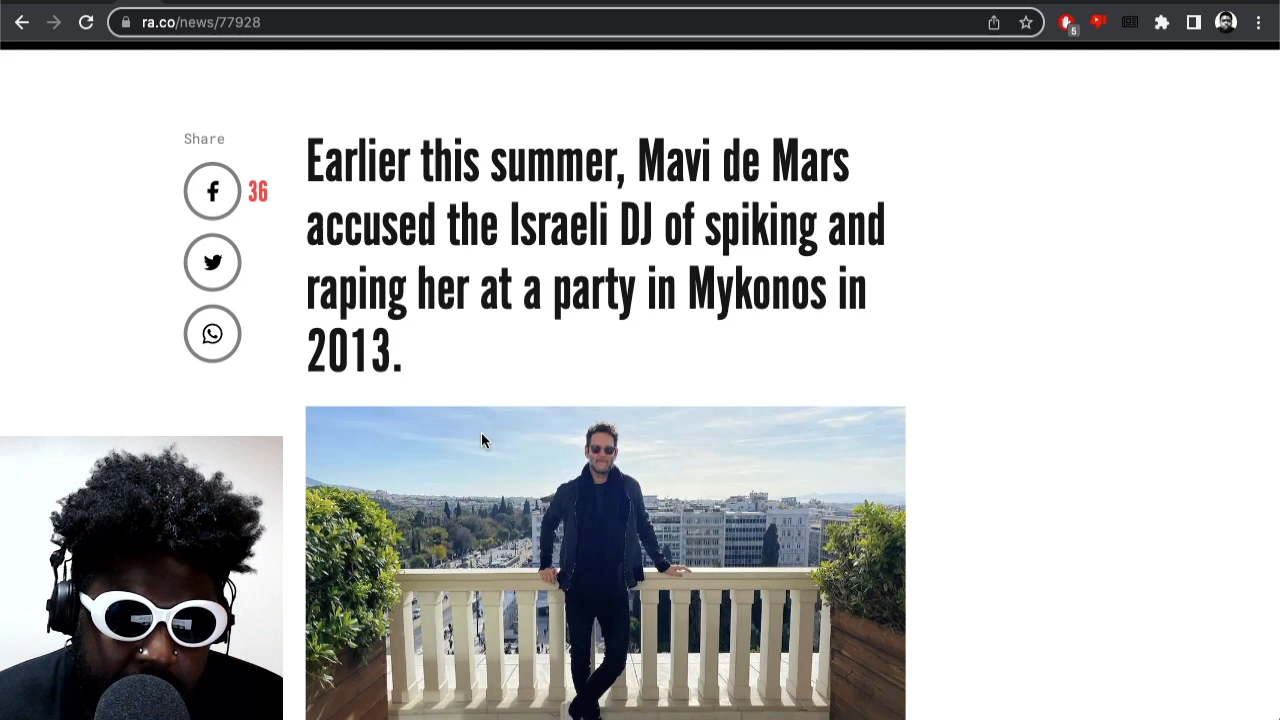 ra.co/news/77928
5
Share
36
Earlier this summer, Mavi de Mars
accused the Israeli DJ of spiking and
raping her at a party in Mykonos in
2013.